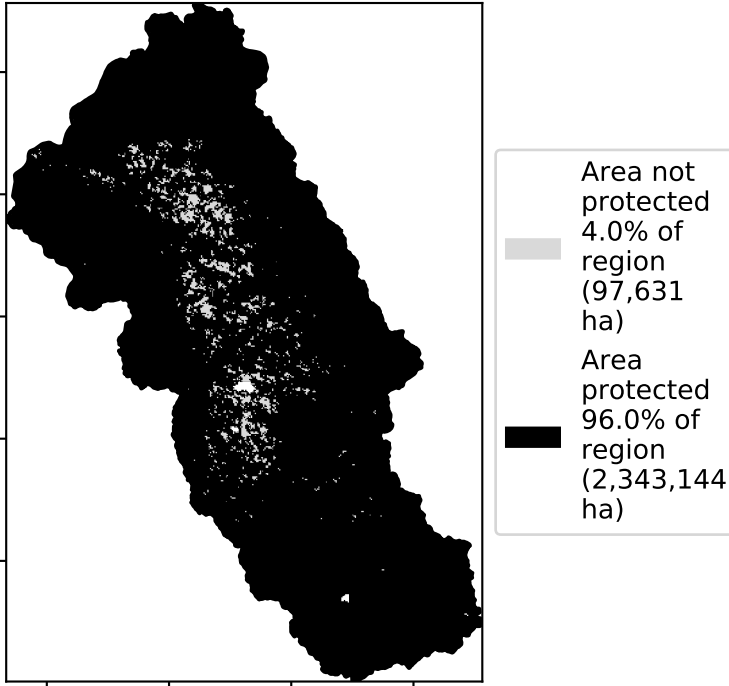 Area not
protected
4.0% of
region
(97,631
ha)
Area
protected
96.0% of
region
(2,343,144
ha)